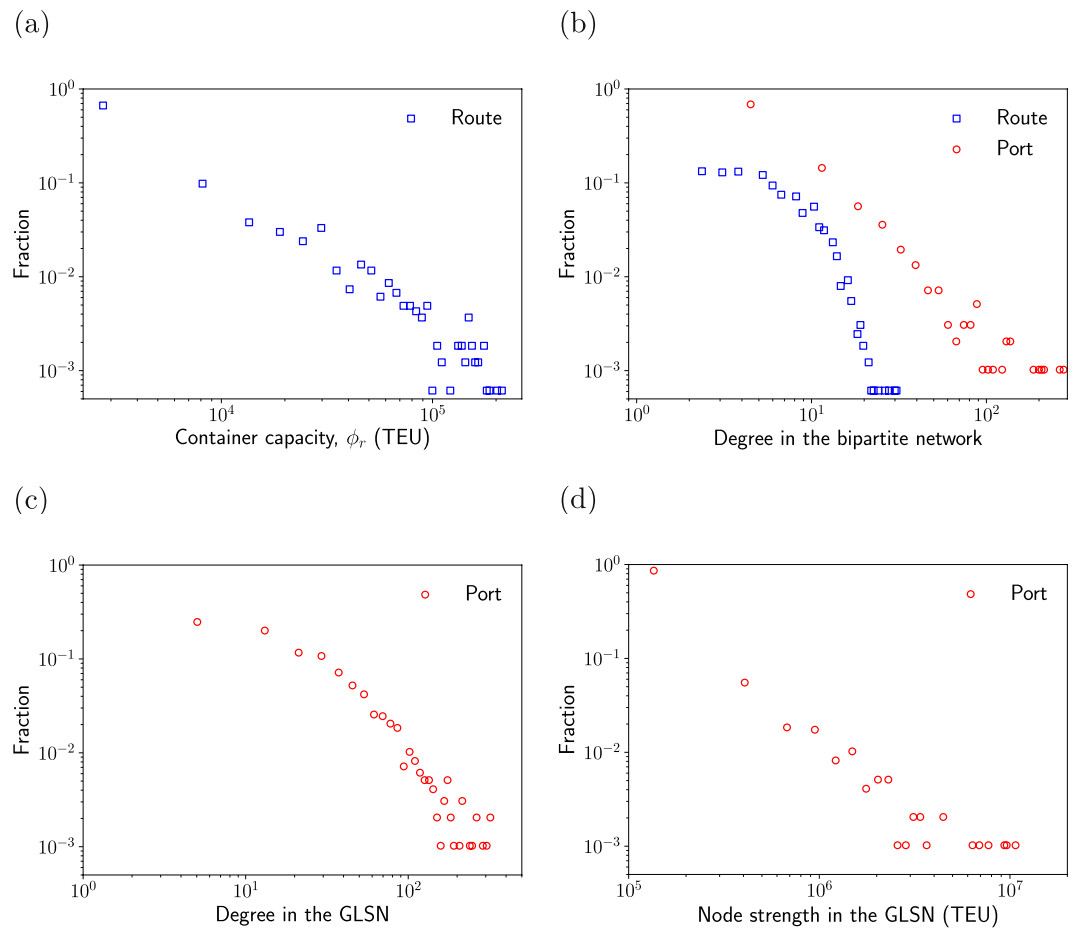 (a)
10^0
10^-1
10^-2
10^-3
Fraction
Route
10^4
10^5
Container capacity, ϕ_r (TEU)
(b)
10^0
10^-1
10^-2
10^-3
Fraction
Route
Port
10^0
10^1
10^2
Degree in the bipartite network
(c)
10^0
10^-1
10^-2
10^-3
Fraction
Port
10^0
10^1
10^2
Degree in the GLSN
(d)
10^0
10^-1
10^-2
10^-3
Fraction
Port
10^5
10^6
10^7
Node strength in the GLSN (TEU)